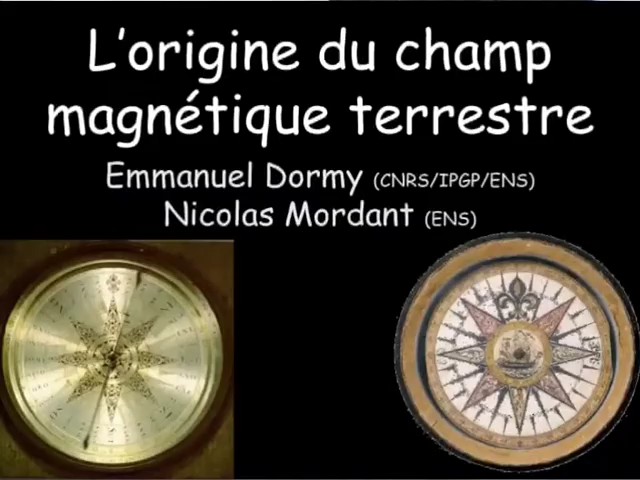 L'origine du champ
magnétique terrestre
Emmanuel Dormy (CNRS/IPGP/ENS)
Nicolas Mordant (ENS)